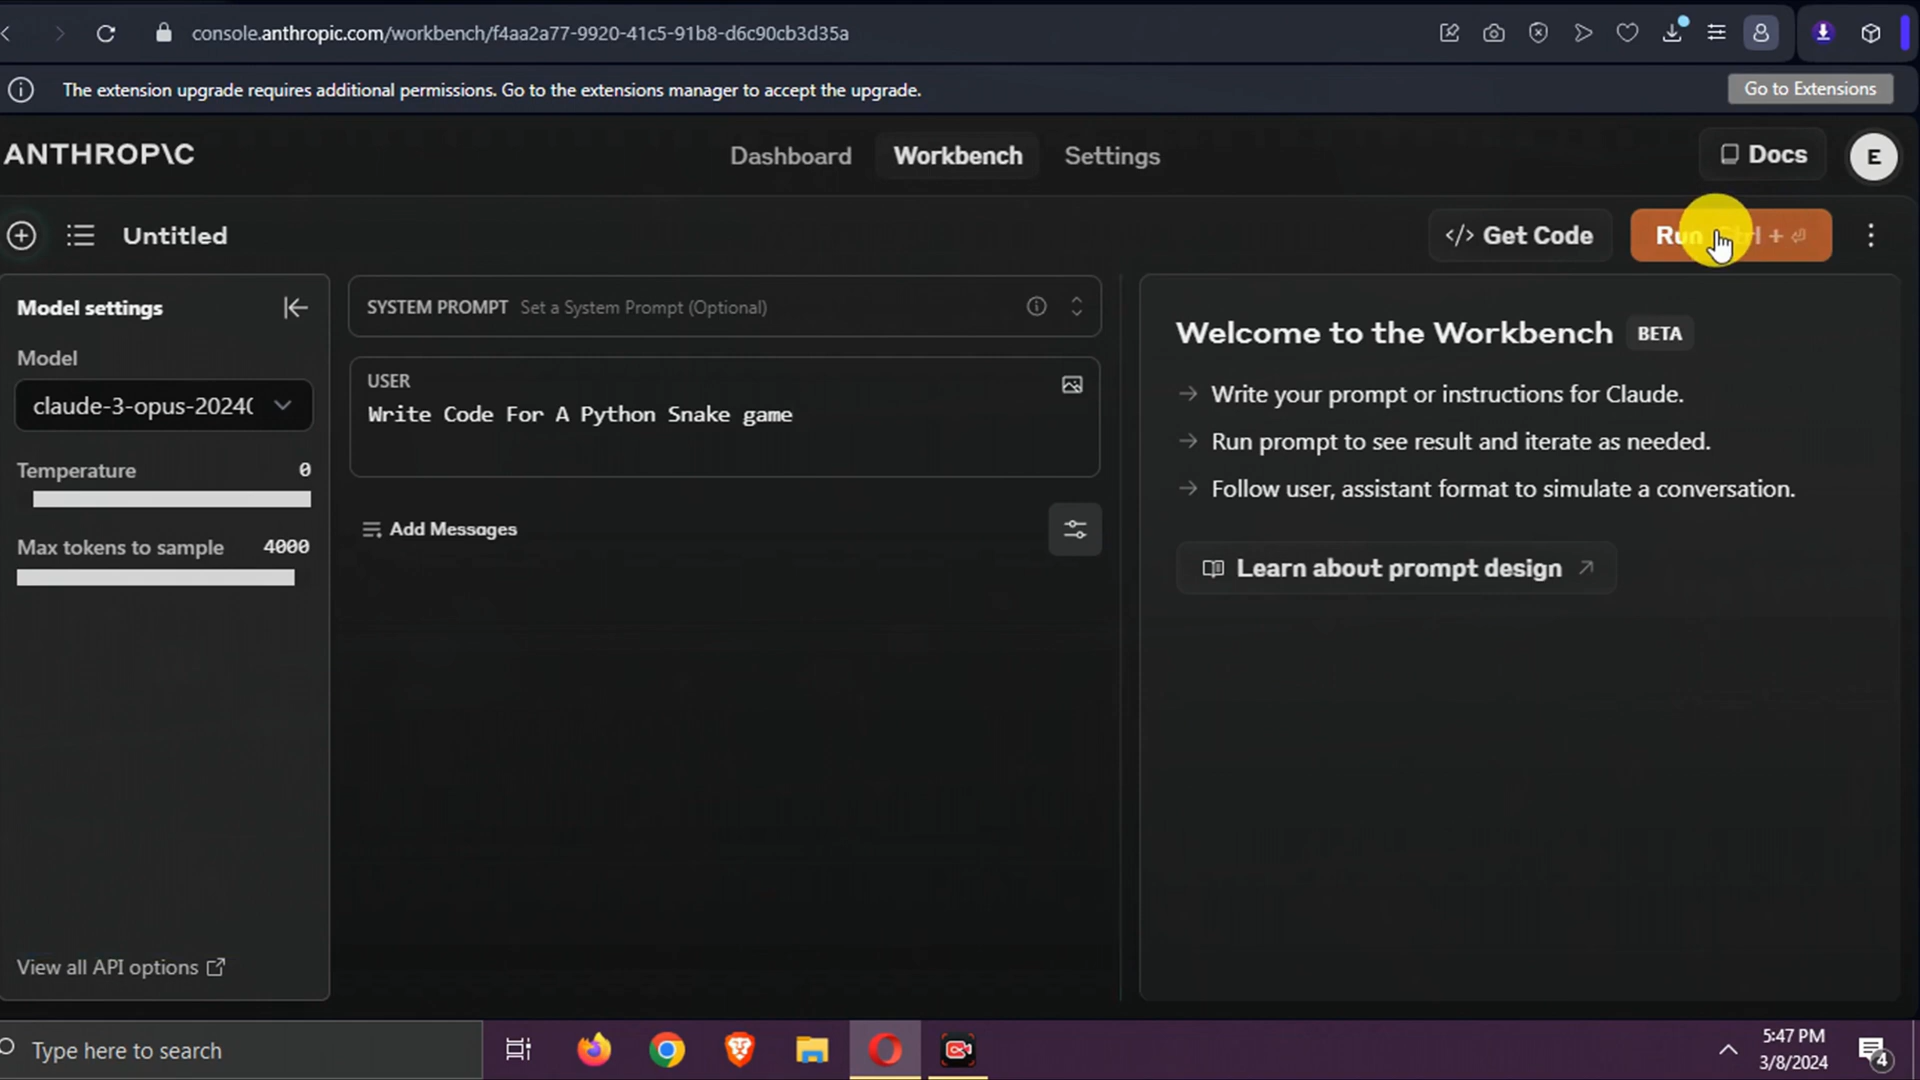 console.anthropic.com/workbench/f4aa2a77-9920-41c5-91b8-d6c90cb3d35a
The extension upgrade requires additional permissions. Go to the extensions manager to accept the upgrade.
Go to Extensions
ANTHROP\C
Dashboard
Workbench
Settings
Docs
E
Untitled
</> Get Code
Run Ctrl + ⏎
Model settings
Model
claude-3-opus-2024
Temperature 0
Max tokens to sample 4000
View all API options
SYSTEM PROMPT Set a System Prompt (Optional)
USER
Write Code For A Python Snake game
Add Messages
Welcome to the Workbench BETA
→ Write your prompt or instructions for Claude.
→ Run prompt to see result and iterate as needed.
→ Follow user, assistant format to simulate a conversation.
Learn about prompt design
Type here to search
5:47 PM
3/8/2024
4